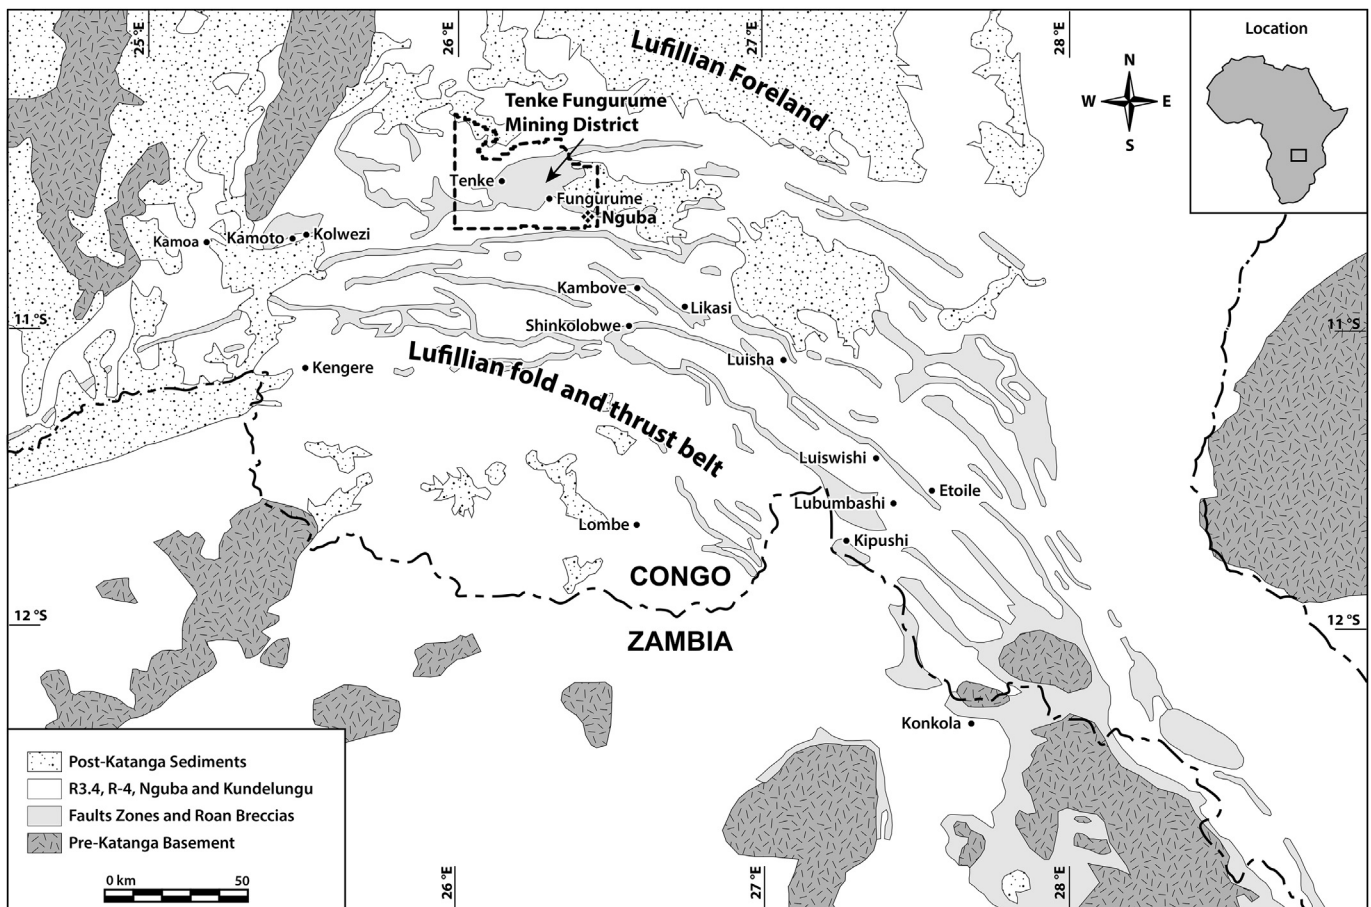 25 °E
26 °E
27 °E
28 °E
Location
Lufillian Foreland
N
W
E
S
Tenke Fungurume
Mining District
Tenke
Fungurume
Nguba
Kamoa
Kamoto
Kolwezi
Kambove
Likasi
11 °S
11 °S
Shinkolobwe
Luisha
Kengere
Lufillian fold and thrust belt
Luiswishi
Etoile
Lubumbashi
Lombe
Kipushi
CONGO
12 °S
12 °S
ZAMBIA
Konkola
Post-Katanga Sediments
R3.4, R-4, Nguba and Kundelungu
Faults Zones and Roan Breccias
Pre-Katanga Basement
0 km
50
26 °E
27 °E
28 °E